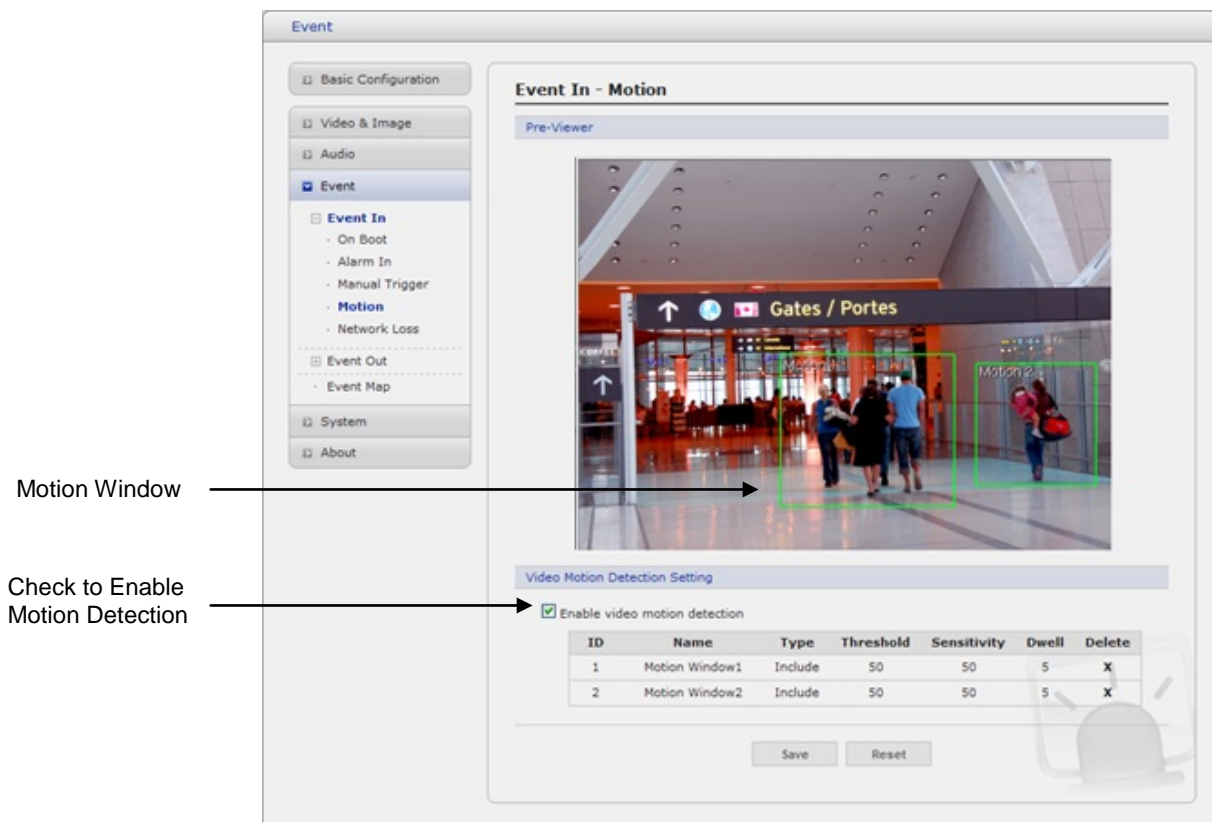 Event
Basic Configuration
Video & Image
Audio
Event
Event In
On Boot
Alarm In
Manual Trigger
Motion
Network Loss
Event Out
Event Map
System
About
Event In - Motion
Pre-Viewer
Gates / Portes
Motion 2
Motion Window
Video Motion Detection Setting
Check to Enable
Motion Detection
Enable video motion detection
ID Name Type Threshold Sensitivity Dwell Delete
1 Motion Window1 Include 50 50 5 X
2 Motion Window2 Include 50 50 5 X
Save Reset